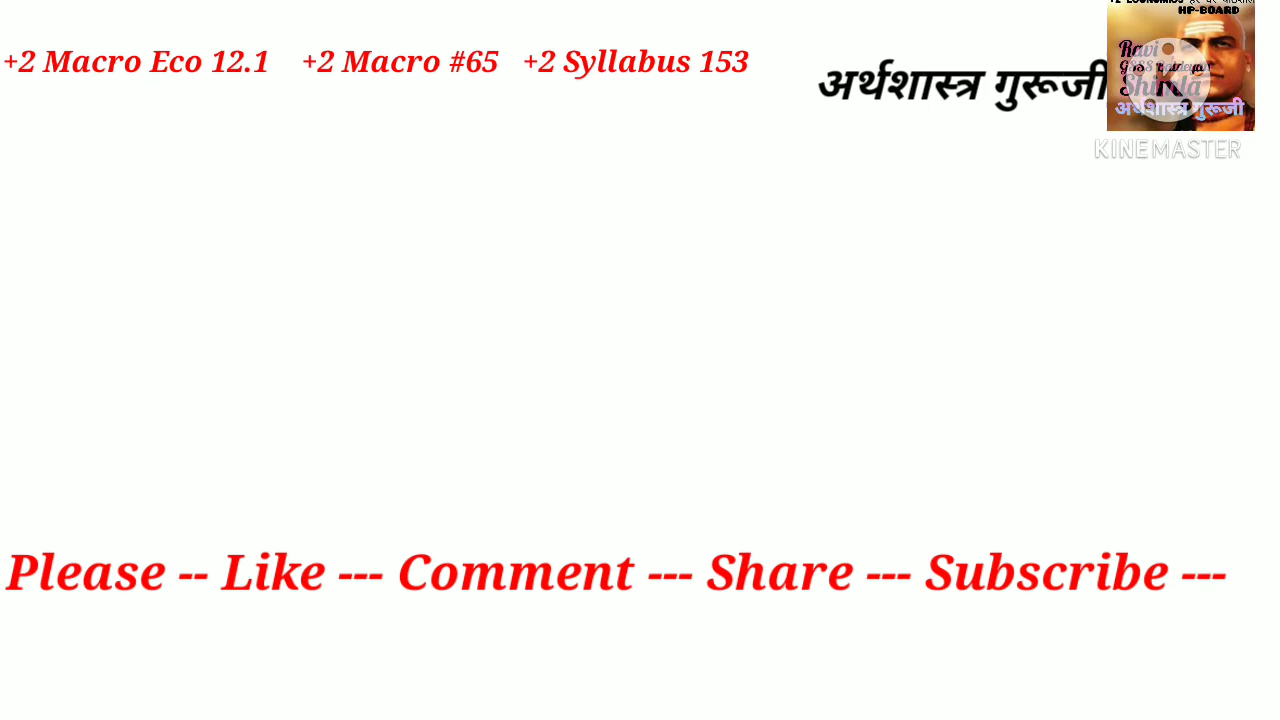 +2 Macro Eco 12.1 +2 Macro #65 +2 Syllabus 153
अर्थशास्त्र गुरूजी
HP-BOARD
Ravi
Shimla
अर्थशास्त्र गुरूजी
KINEMASTER
Please -- Like --- Comment --- Share --- Subscribe ---